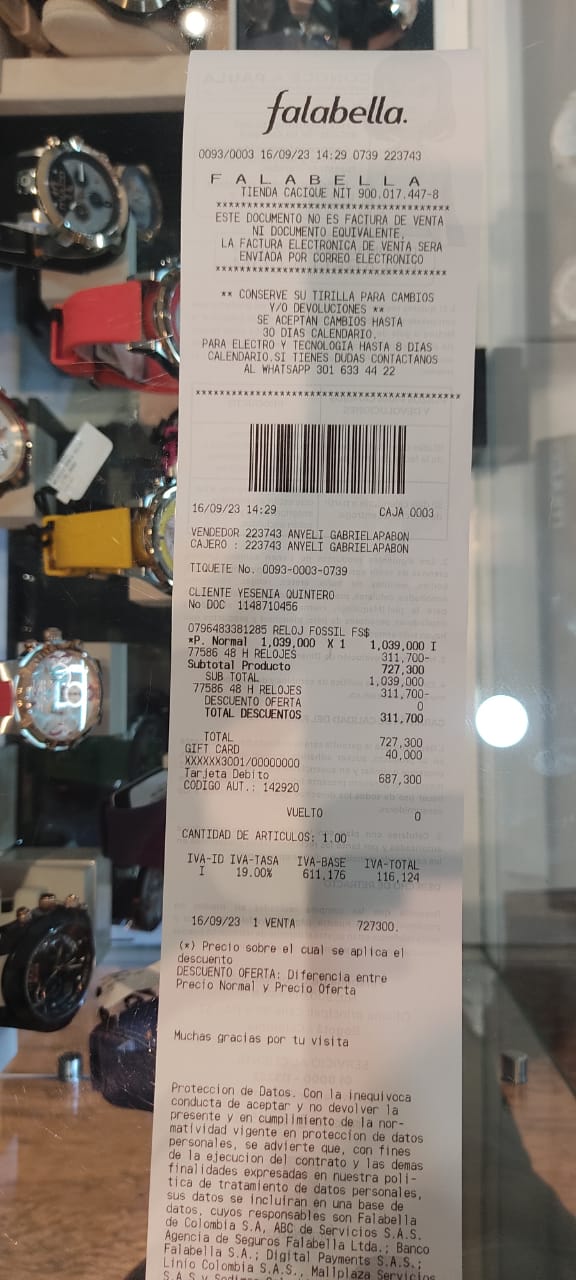 falabella.
0093/0003 16/09/23 14:29 0739 223743
F A L A B E L L A
TIENDA CACIQUE NIT 900.017.447-8
****************************************
ESTE DOCUMENTO NO ES FACTURA DE VENTA
NI DOCUMENTO EQUIVALENTE,
LA FACTURA ELECTRONICA DE VENTA SERA
ENVIADA POR CORREO ELECTRONICO
****************************************
** CONSERVE SU TIRILLA PARA CAMBIOS
Y/O DEVOLUCIONES **
SE ACEPTAN CAMBIOS HASTA
30 DIAS CALENDARIO.
PARA ELECTRO Y TECNOLOGIA HASTA 8 DIAS
CALENDARIO.SI TIENES DUDAS CONTACTANOS
AL WHATSAPP 301 633 44 22
****************************************
16/09/23 14:29 CAJA 0003
VENDEDOR 223743 ANYELI GABRIELAPABON
CAJERO : 223743 ANYELI GABRIELAPABON
TIQUETE No. 0093-0003-0739
CLIENTE YESENIA QUINTERO
No DOC 1148710456
0796483381285 RELOJ FOSSIL FS$
*P. Normal 1,039,000 X 1 1,039,000 I
77586 48 H RELOJES 311,700-
Subtotal Producto 727,300
SUB TOTAL 1,039,000
77586 48 H RELOJES 311,700-
DESCUENTO OFERTA 0
TOTAL DESCUENTOS 311,700
TOTAL 727,300
GIFT CARD 40,000
XXXXXX3001/00000000
Tarjeta Debito 687,300
CODIGO AUT.: 142920
VUELTO 0
CANTIDAD DE ARTICULOS: 1.00
IVA-ID IVA-TASA IVA-BASE IVA-TOTAL
I 19.00% 611,176 116,124
16/09/23 1 VENTA 727300.
(*) Precio sobre el cual se aplica el
descuento
DESCUENTO OFERTA: Diferencia entre
Precio Normal y Precio Oferta
Muchas gracias por tu visita
Proteccion de Datos. Con la inequivoca
conducta de aceptar y no devolver la
presente y en cumplimiento de la nor-
matividad vigente en proteccion de datos
personales, se advierte que, con fines
de la ejecucion del contrato y las demas
finalidades expresadas en nuestra poli-
tica de tratamiento de datos personales,
sus datos se incluiran en una base de
datos, cuyos responsables son Falabella
de Colombia S.A, ABC de Servicios S.A.S.
Agencia de Seguros Falabella Ltda.; Banco
Falabella S.A.; Digital Payments S.A.S.;
Linio Colombia S.A.S., Mallplaza Servicios